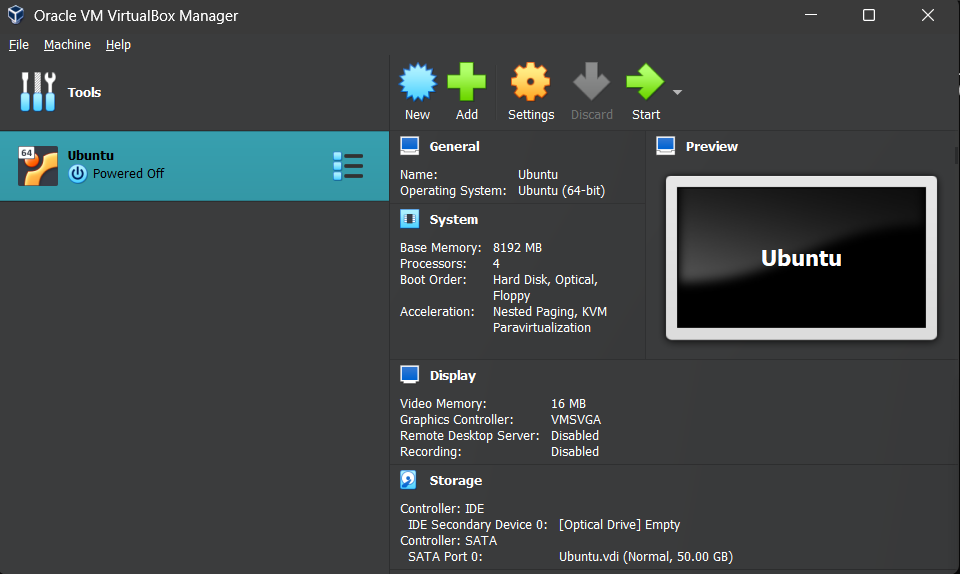 Oracle VM VirtualBox Manager
File Machine Help
Tools
New Add Settings Discard Start
64
Ubuntu
Powered Off
General
Name: Ubuntu
Operating System: Ubuntu (64-bit)
System
Base Memory: 8192 MB
Processors: 4
Boot Order: Hard Disk, Optical,
Floppy
Acceleration: Nested Paging, KVM
Paravirtualization
Preview
Ubuntu
Display
Video Memory: 16 MB
Graphics Controller: VMSVGA
Remote Desktop Server: Disabled
Recording: Disabled
Storage
Controller: IDE
IDE Secondary Device 0: [Optical Drive] Empty
Controller: SATA
SATA Port 0: Ubuntu.vdi (Normal, 50.00 GB)